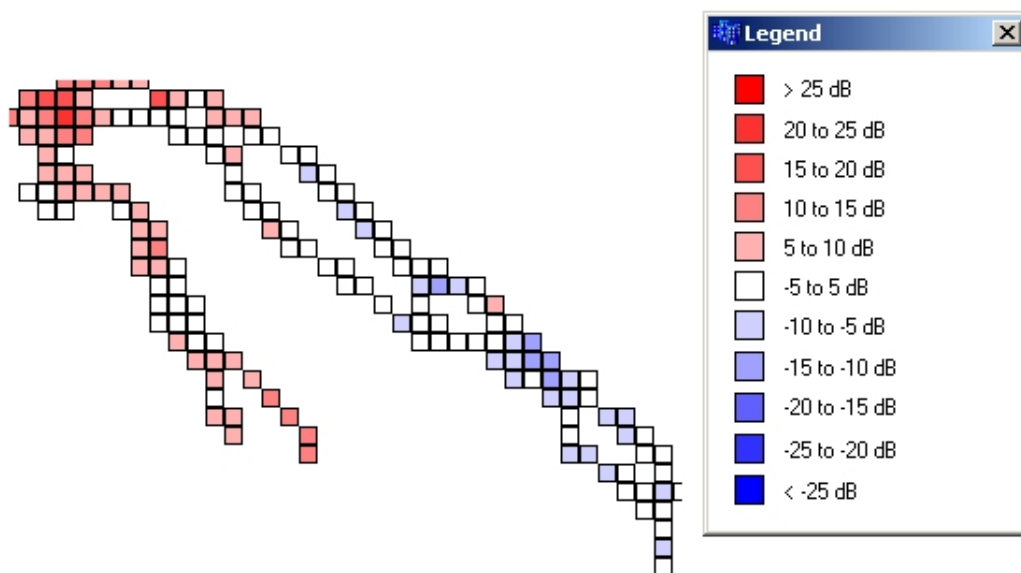 Legend
> 25 dB
20 to 25 dB
15 to 20 dB
10 to 15 dB
5 to 10 dB
-5 to 5 dB
-10 to -5 dB
-15 to -10 dB
-20 to -15 dB
-25 to -20 dB
< -25 dB